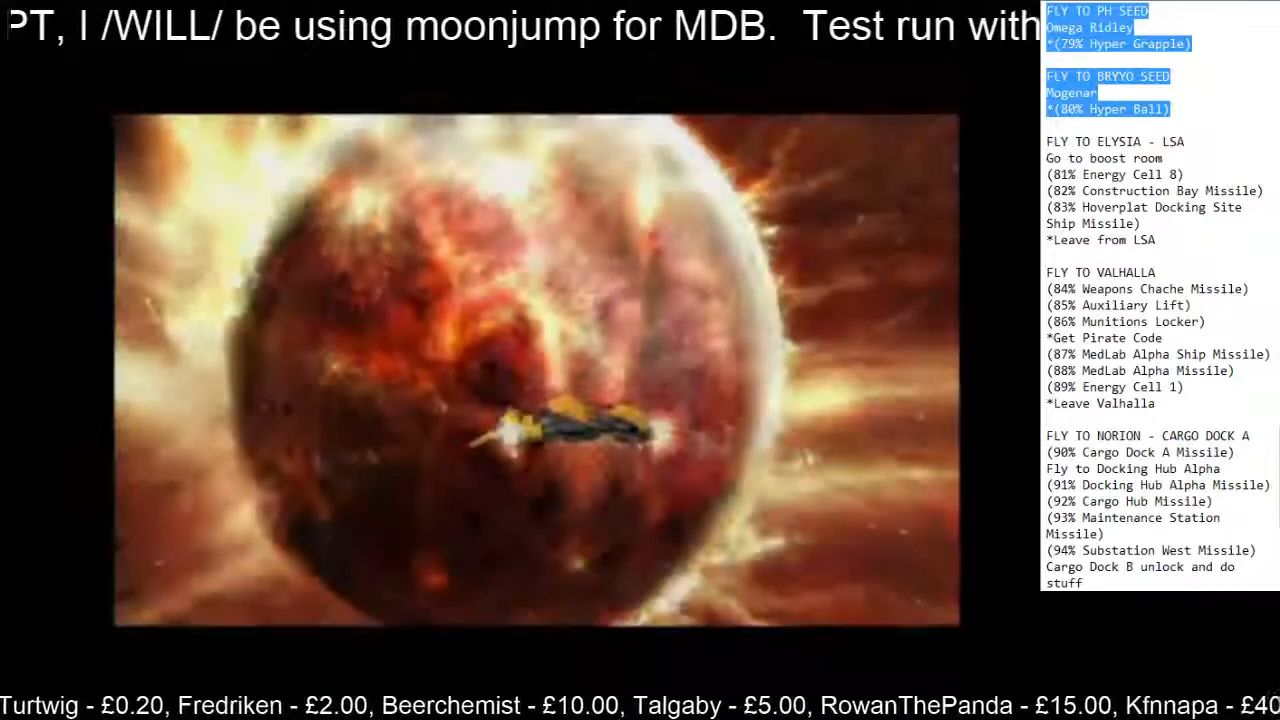 PT, I /WILL/ be using moonjump for MDB.  Test run with
FLY TO PH SEED
Omega Ridley
*(79% Hyper Grapple)
FLY TO BRYYO SEED
Mogenar
*(80% Hyper Ball)
FLY TO ELYSIA - LSA
Go to boost room
(81% Energy Cell 8)
(82% Construction Bay Missile)
(83% Hoverplat Docking Site
Ship Missile)
*Leave from LSA
FLY TO VALHALLA
(84% Weapons Chache Missile)
(85% Auxiliary Lift)
(86% Munitions Locker)
*Get Pirate Code
(87% MedLab Alpha Ship Missile)
(88% MedLab Alpha Missile)
(89% Energy Cell 1)
*Leave Valhalla
FLY TO NORION - CARGO DOCK A
(90% Cargo Dock A Missile)
Fly to Docking Hub Alpha
(91% Docking Hub Alpha Missile)
(92% Cargo Hub Missile)
(93% Maintenance Station
Missile)
(94% Substation West Missile)
Cargo Dock B unlock and do
stuff
Turtwig - £0.20, Fredriken - £2.00, Beerchemist - £10.00, Talgaby - £5.00, RowanThePanda - £15.00, Kfnnapa - £40